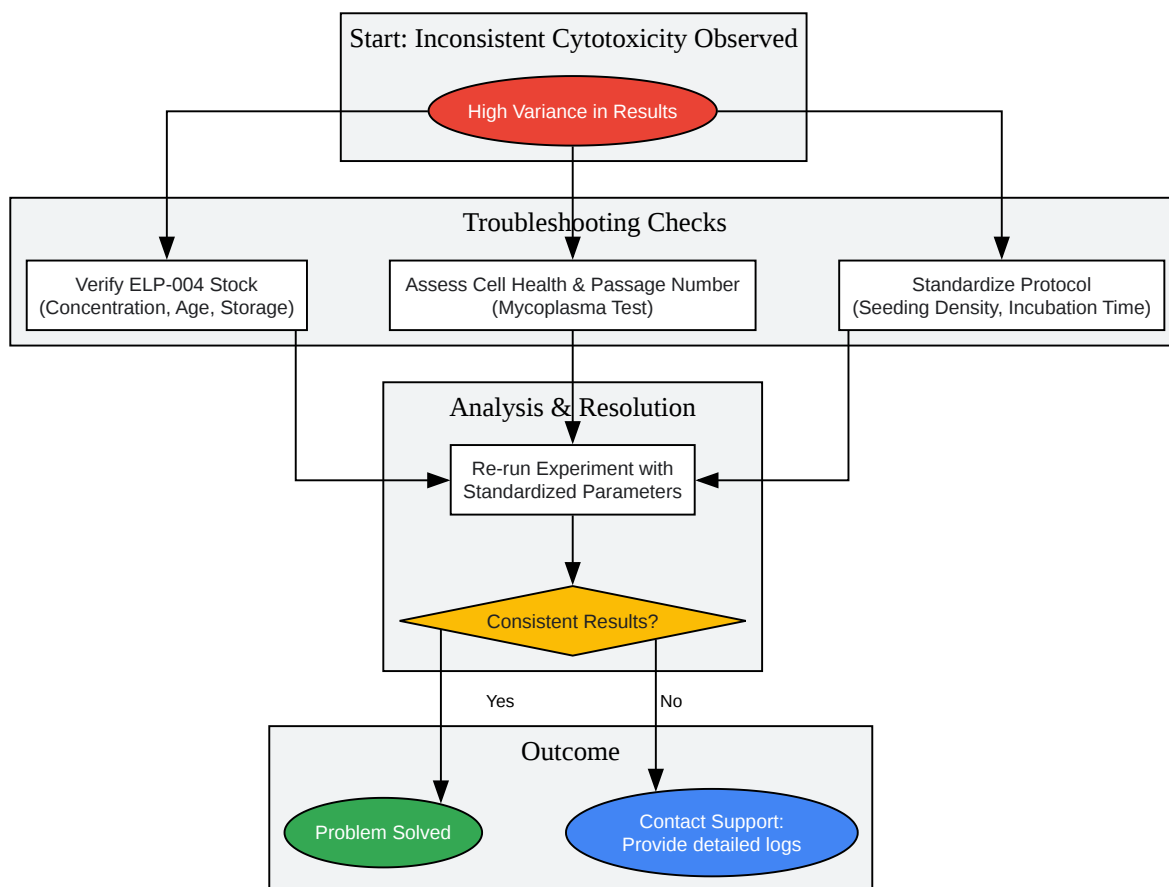 Start: Inconsistent Cytotoxicity Observed
High Variance in Results
Troubleshooting Checks
Verify ELP-004 Stock
(Concentration, Age, Storage)
Assess Cell Health & Passage Number
(Mycoplasma Test)
Standardize Protocol
(Seeding Density, Incubation Time)
Analysis & Resolution
Re-run Experiment with
Standardized Parameters
Consistent Results?
Yes
No
Outcome
Problem Solved
Contact Support:
Provide detailed logs